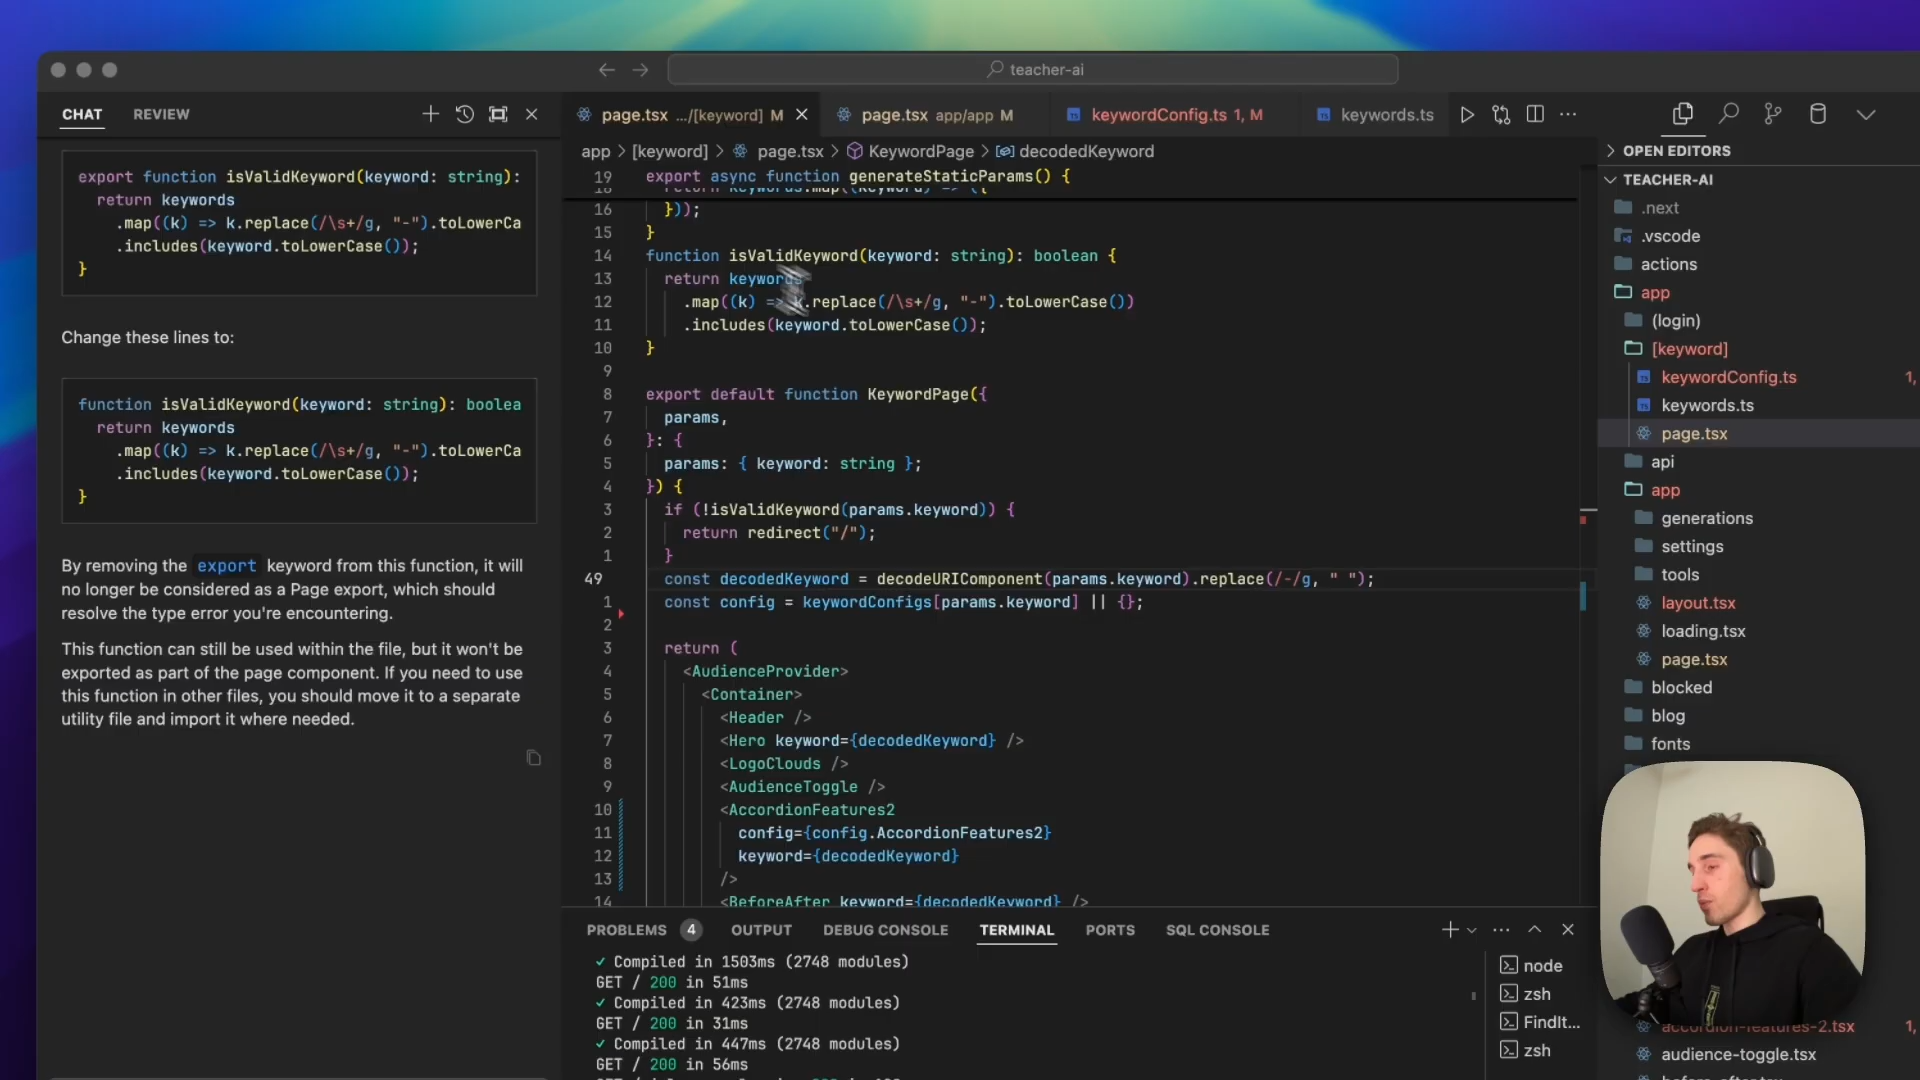 teacher-ai
CHAT
REVIEW
export function isValidKeyword(keyword: string):
return keywords
.map((k) => k.replace(/\s+/g, "-").toLowerCa
.includes(keyword.toLowerCase());
}
Change these lines to:
function isValidKeyword(keyword: string): boolea
return keywords
.map((k) => k.replace(/\s+/g, "-").toLowerCa
.includes(keyword.toLowerCase());
}
By removing the export keyword from this function, it will
no longer be considered as a Page export, which should
resolve the type error you're encountering.
This function can still be used within the file, but it won't be
exported as part of the page component. If you need to use
this function in other files, you should move it to a separate
utility file and import it where needed.
page.tsx .../[keyword] M
page.tsx app/app M
keywordConfig.ts 1, M
keywords.ts
app > [keyword] > page.tsx > KeywordPage > decodedKeyword
19 export async function generateStaticParams() {
16 }));
15 }
14 function isValidKeyword(keyword: string): boolean {
13 return keywords
12 .map((k) => k.replace(/\s+/g, "-").toLowerCase())
11 .includes(keyword.toLowerCase());
10 }
9
8 export default function KeywordPage({
7 params,
6 }: {
5 params: { keyword: string };
4 }) {
3 if (!isValidKeyword(params.keyword)) {
2 return redirect("/");
1 }
49 const decodedKeyword = decodeURIComponent(params.keyword).replace(/-/g, " ");
1 const config = keywordConfigs[params.keyword] || {};
2
3 return (
4 <AudienceProvider>
5 <Container>
6 <Header />
7 <Hero keyword={decodedKeyword} />
8 <LogoClouds />
9 <AudienceToggle />
10 <AccordionFeatures2
11 config={config.AccordionFeatures2}
12 keyword={decodedKeyword}
13 />
14 <BeforeAfter keyword={decodedKeyword} />
PROBLEMS 4
OUTPUT
DEBUG CONSOLE
TERMINAL
PORTS
SQL CONSOLE
✓ Compiled in 1503ms (2748 modules)
GET / 200 in 51ms
✓ Compiled in 423ms (2748 modules)
GET / 200 in 31ms
✓ Compiled in 447ms (2748 modules)
GET / 200 in 56ms
node
zsh
FindIt...
zsh
OPEN EDITORS
TEACHER-AI
.next
.vscode
actions
app
(login)
[keyword]
keywordConfig.ts 1,
keywords.ts
page.tsx
api
app
generations
settings
tools
layout.tsx
loading.tsx
page.tsx
blocked
blog
fonts
accordion-features-2.tsx 1,
audience-toggle.tsx